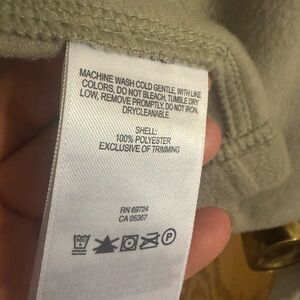 MACHINE WASH COLD GENTLE, WITH LIKE
COLORS, DO NOT BLEACH, TUMBLE DRY
LOW, REMOVE PROMPTLY, DO NOT IRON,
DRYCLEANABLE.
SHELL:
100% POLYESTER
EXCLUSIVE OF TRIMMING
RN 69724
CA 05367
P